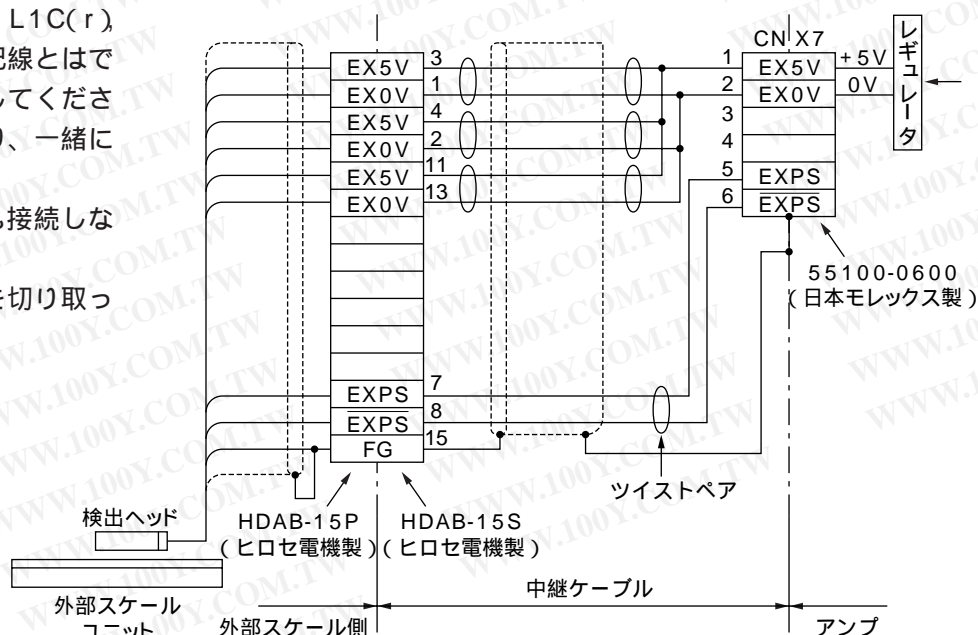 L1C(r),
配線とはで
してくださ
り、一緒に
接続しな
を切り取っ
EX5V 3
EX0V 1
EX5V 4
EX0V 2
EX5V 11
EX0V 13
EXPS 7
EXPS 8
FG 15
CN X7
1 EX5V +5V
2 EX0V 0V
3
4
5 EXPS
6 EXPS
レギュレータ
55100-0600
(日本モレックス製)
ツイストペア
検出ヘッド
外部スケール
ユニット
HDAB-15P
(ヒロセ電機製)
HDAB-15S
(ヒロセ電機製)
外部スケール側
中継ケーブル
アンプ
WWW.100Y.COM.TW